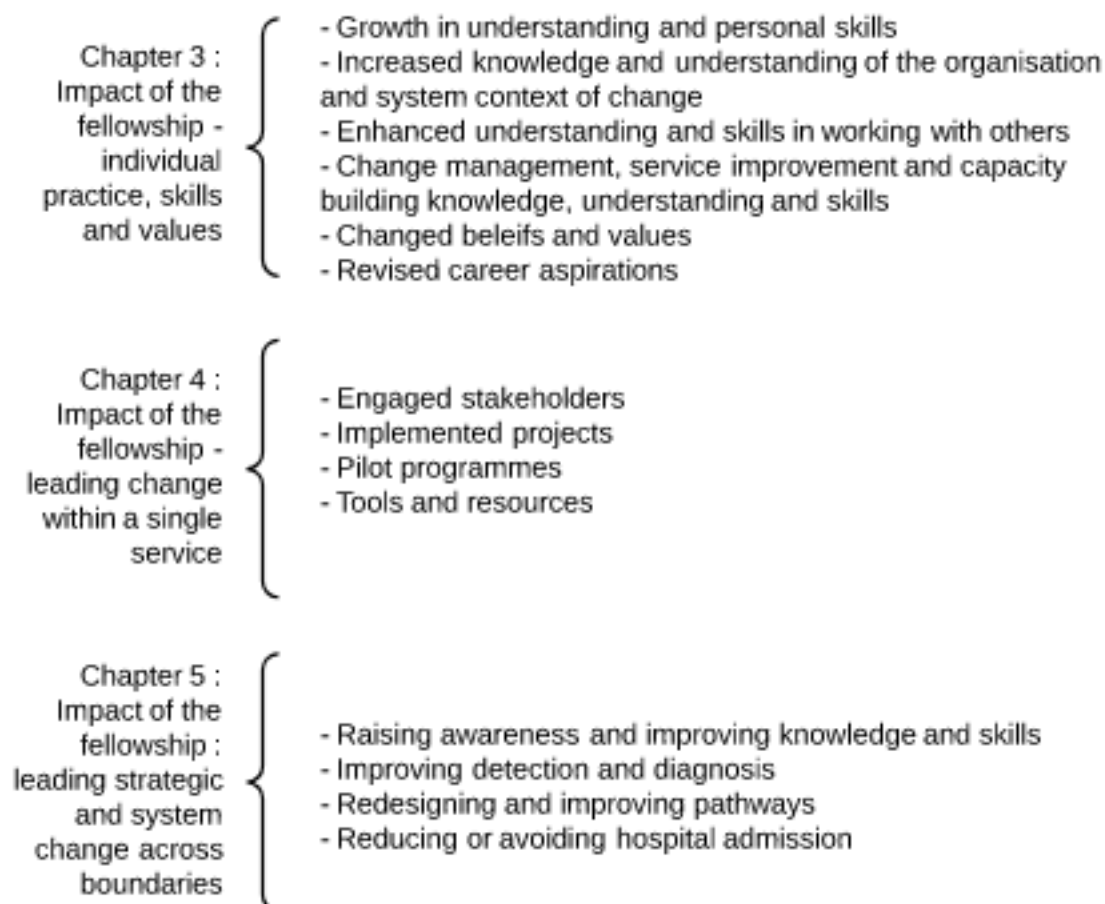 Chapter 3 :
Impact of the
fellowship -
individual
practice, skills
and values
- Growth in understanding and personal skills
- Increased knowledge and understanding of the organisation
and system context of change
- Enhanced understanding and skills in working with others
- Change management, service improvement and capacity
building knowledge, understanding and skills
- Changed beleifs and values
- Revised career aspirations
Chapter 4 :
Impact of the
fellowship -
leading change
within a single
service
- Engaged stakeholders
- Implemented projects
- Pilot programmes
- Tools and resources
Chapter 5 :
Impact of the
fellowship :
leading strategic
and system
change across
boundaries
- Raising awareness and improving knowledge and skills
- Improving detection and diagnosis
- Redesigning and improving pathways
- Reducing or avoiding hospital admission